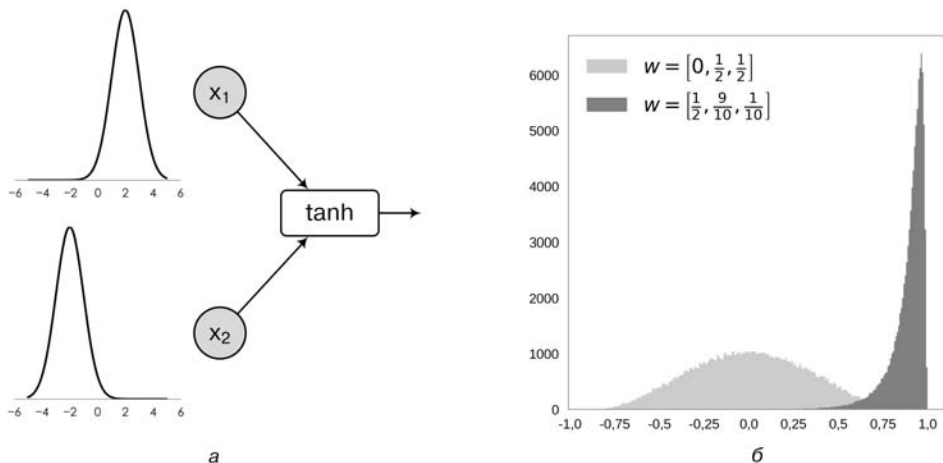 x₁
−6 −4 −2 0 2 4 6
tanh
x₂
−6 −4 −2 0 2 4 6
а
w = [0, 1/2, 1/2]
w = [1/2, 9/10, 1/10]
6000
5000
4000
3000
2000
1000
0
-1,0 -0,75 -0,5 -0,25 0,0 0,25 0,5 0,75 1,0
б